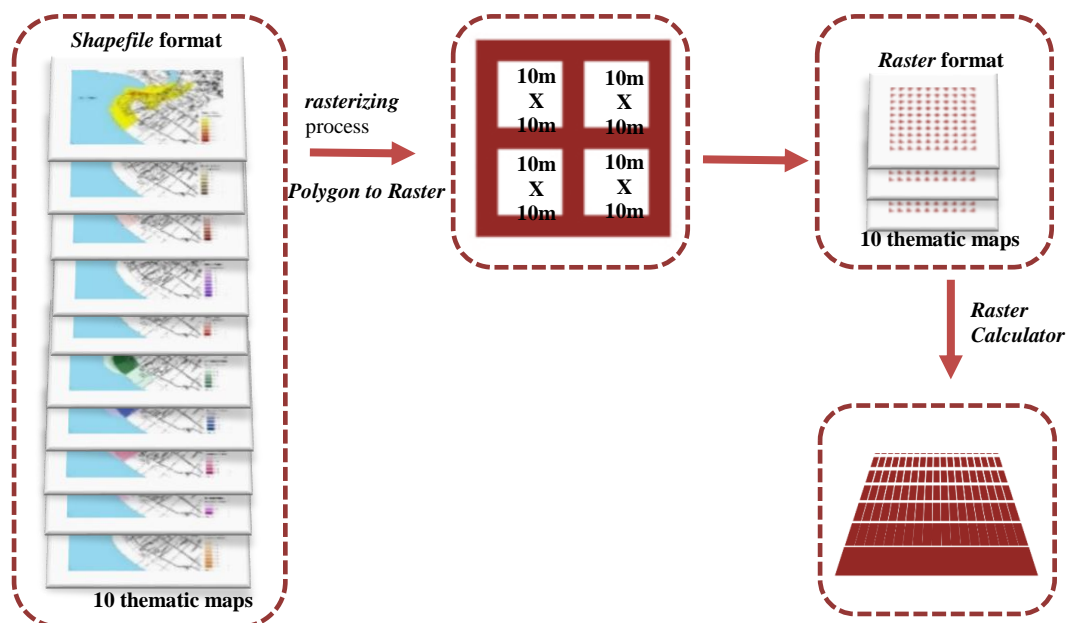 Shapefile format
10 thematic maps
rasterizing
process
Polygon to Raster
10m
X
10m
10m
X
10m
10m
X
10m
10m
X
10m
Raster format
10 thematic maps
Raster
Calculator